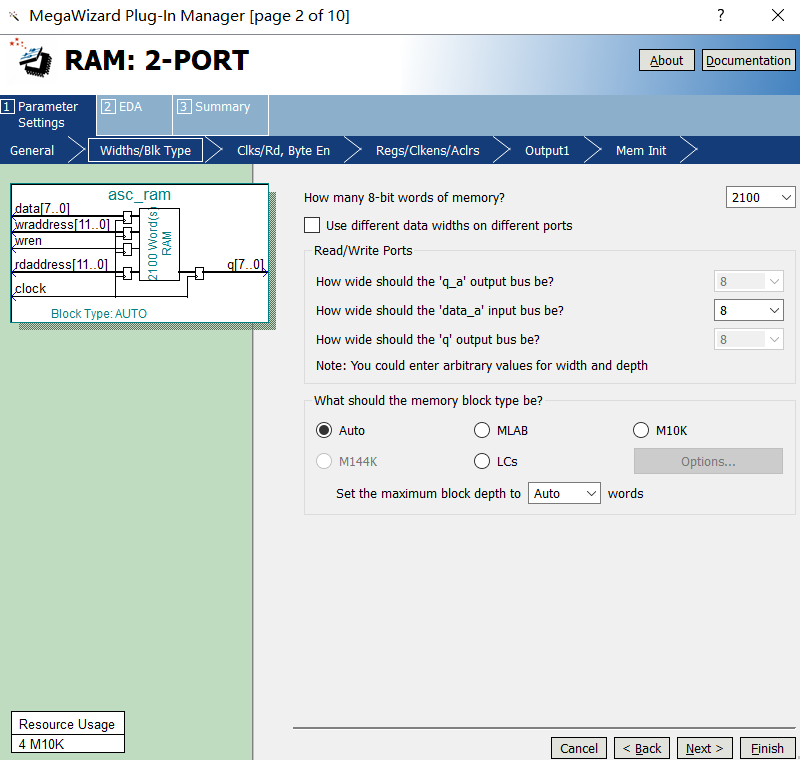 MegaWizard Plug-In Manager [page 2 of 10]
?
RAM: 2-PORT
About
Documentation
1 Parameter Settings
2 EDA
3 Summary
General
Widths/Blk Type
Clks/Rd, Byte En
Regs/Clkens/Aclrs
Output1
Mem Init
asc_ram
data[7..0]
wraddress[11..0]
wren
rdaddress[11..0]
clock
2100 Word(s)
RAM
q[7..0]
Block Type: AUTO
How many 8-bit words of memory?
2100
Use different data widths on different ports
Read/Write Ports
How wide should the 'q_a' output bus be?
8
How wide should the 'data_a' input bus be?
8
How wide should the 'q' output bus be?
8
Note: You could enter arbitrary values for width and depth
What should the memory block type be?
Auto
MLAB
M10K
M144K
LCs
Options...
Set the maximum block depth to
Auto
words
Resource Usage
4 M10K
Cancel
< Back
Next >
Finish